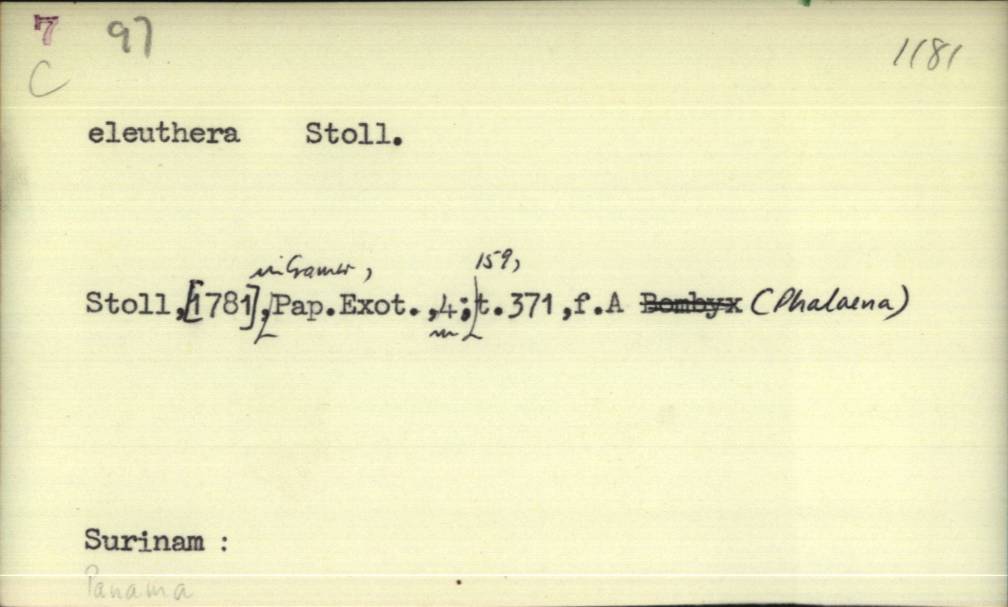 7 97 1181
C
eleuthera Stoll.
in Cramer, 159,
Stoll,[1781],Pap.Exot.,4;t.371,f.A Bombyx (Phalaena)
Surinam :
Panama